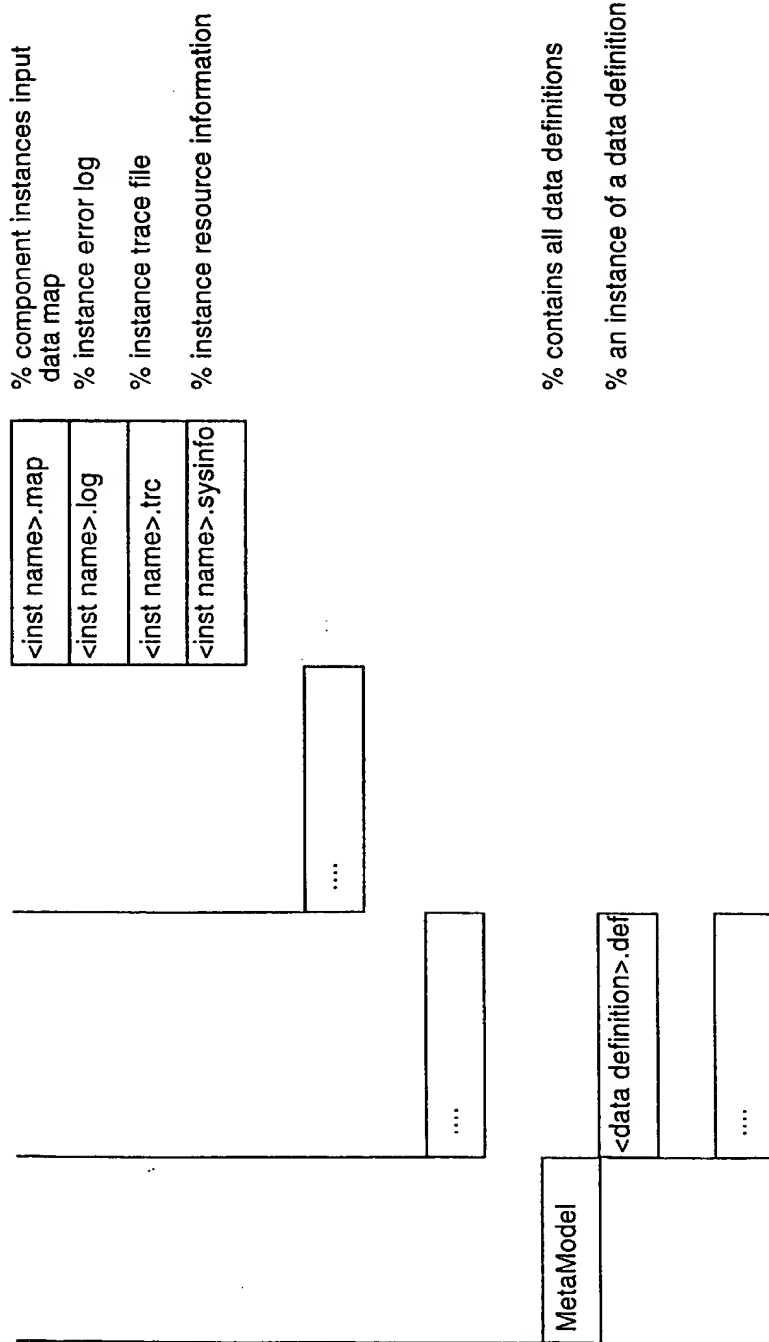 <inst name>.map
% component instances input
data map
<inst name>.log
% instance error log
<inst name>.trc
% instance trace file
<inst name>.sysinfo
% instance resource information
....
....
MetaModel
% contains all data definitions
<data definition>.def
% an instance of a data definition
....